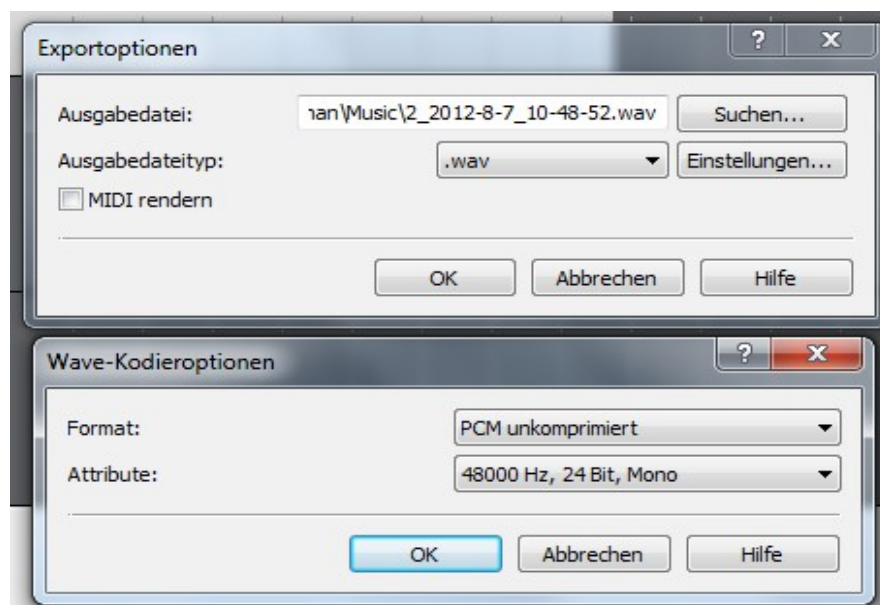 Exportoptionen
Ausgabedatei: nan\Music\2_2012-8-7_10-48-52.wav Suchen...
Ausgabedateityp: .wav Einstellungen...
MIDI rendern
OK Abbrechen Hilfe
Wave-Kodieroptionen
Format: PCM unkomprimiert
Attribute: 48000 Hz, 24 Bit, Mono
OK Abbrechen Hilfe